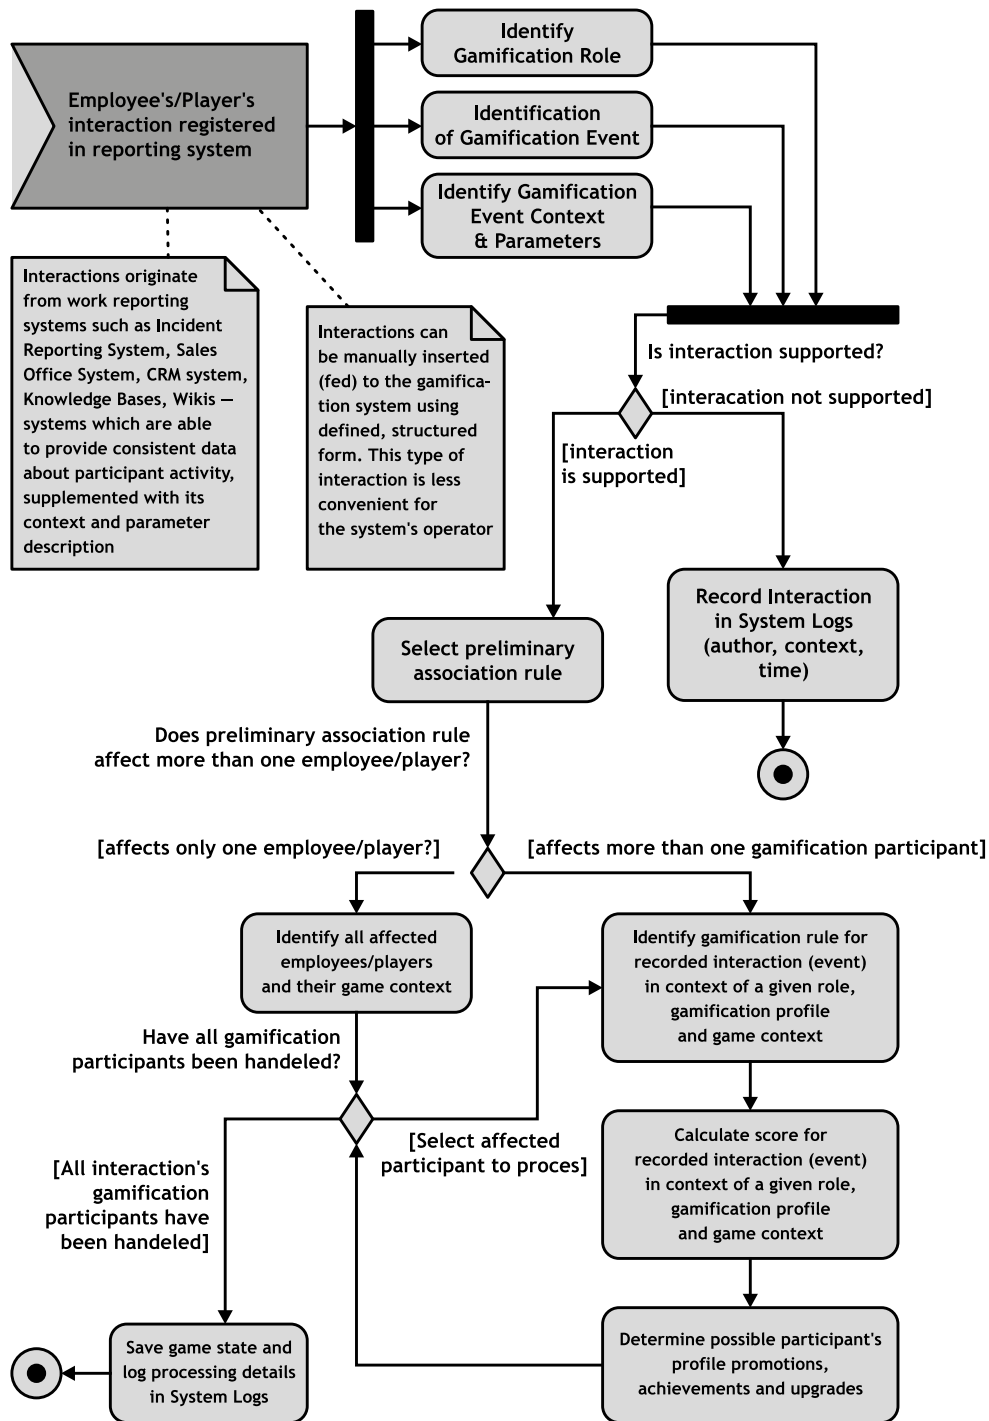 Identify
Gamification Role
Employee's/Player's
interaction registered
in reporting system
Identification
of Gamification Event
Identify Gamification
Event Context
& Parameters
Interactions originate
from work reporting
systems such as Incident
Reporting System, Sales
Office System, CRM system,
Knowledge Bases, Wikis —
systems which are able
to provide consistent data
about participant activity,
supplemented with its
context and parameter
description
Interactions can
be manually inserted
(fed) to the gamifica-
tion system using
defined, structured
form. This type of
interaction is less
convenient for
the system's operator
Is interaction supported?
[interacation not supported]
[interaction
is supported]
Record Interaction
in System Logs
(author, context,
time)
Select preliminary
association rule
Does preliminary association rule
affect more than one employee/player?
[affects only one employee/player?]
[affects more than one gamification participant]
Identify all affected
employees/players
and their game context
Identify gamification rule for
recorded interaction (event)
in context of a given role,
gamification profile
and game context
Have all gamification
participants been handeled?
[Select affected
participant to proces]
Calculate score for
recorded interaction (event)
in context of a given role,
gamification profile
and game context
[All interaction's
gamification
participants have
been handeled]
Save game state and
log processing details
in System Logs
Determine possible participant's
profile promotions,
achievements and upgrades